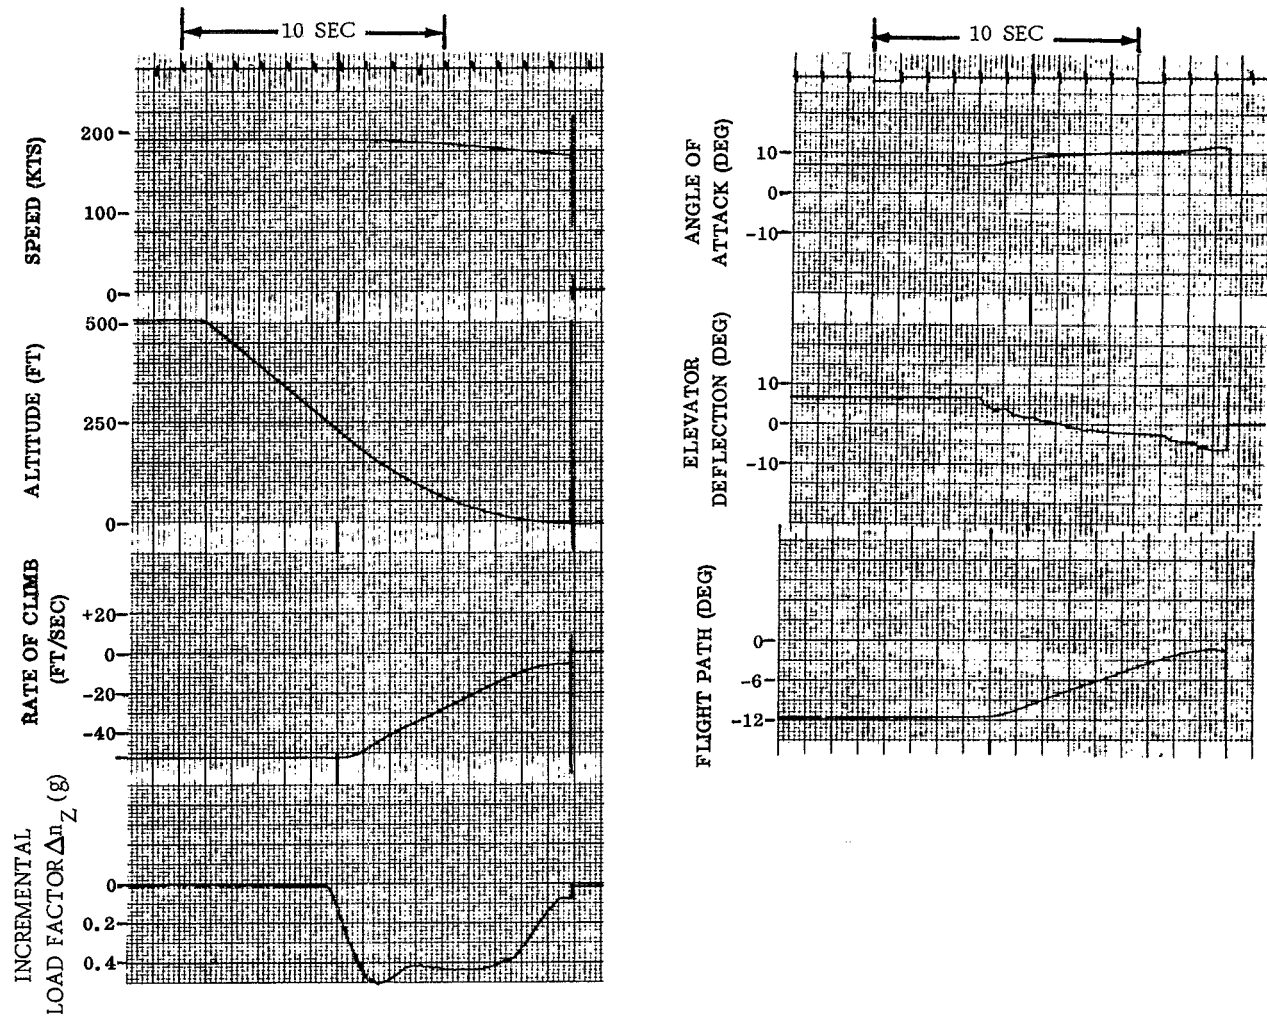 10 SEC
SPEED (KTS)
200
100
0
ALTITUDE (FT)
500
250
0
RATE OF CLIMB
(FT/SEC)
+20
0
-20
-40
INCREMENTAL
LOAD FACTOR Δn_Z (g)
0
0.2
0.4
10 SEC
ANGLE OF
ATTACK (DEG)
10
0
-10
ELEVATOR
DEFLECTION (DEG)
10
0
-10
FLIGHT PATH (DEG)
0
-6
-12